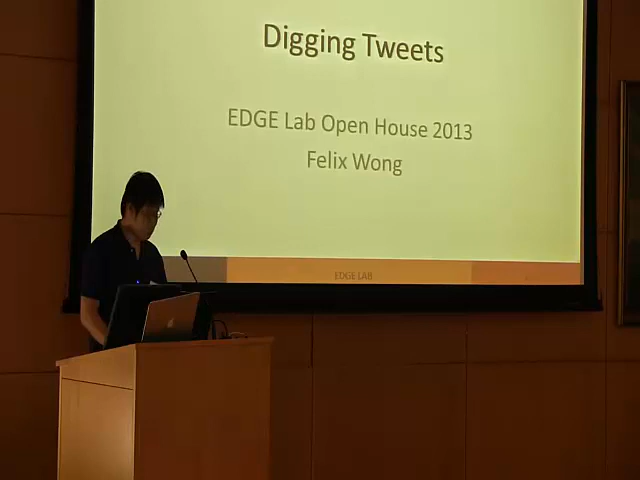 Digging Tweets
EDGE Lab Open House 2013
Felix Wong
EDGE LAB